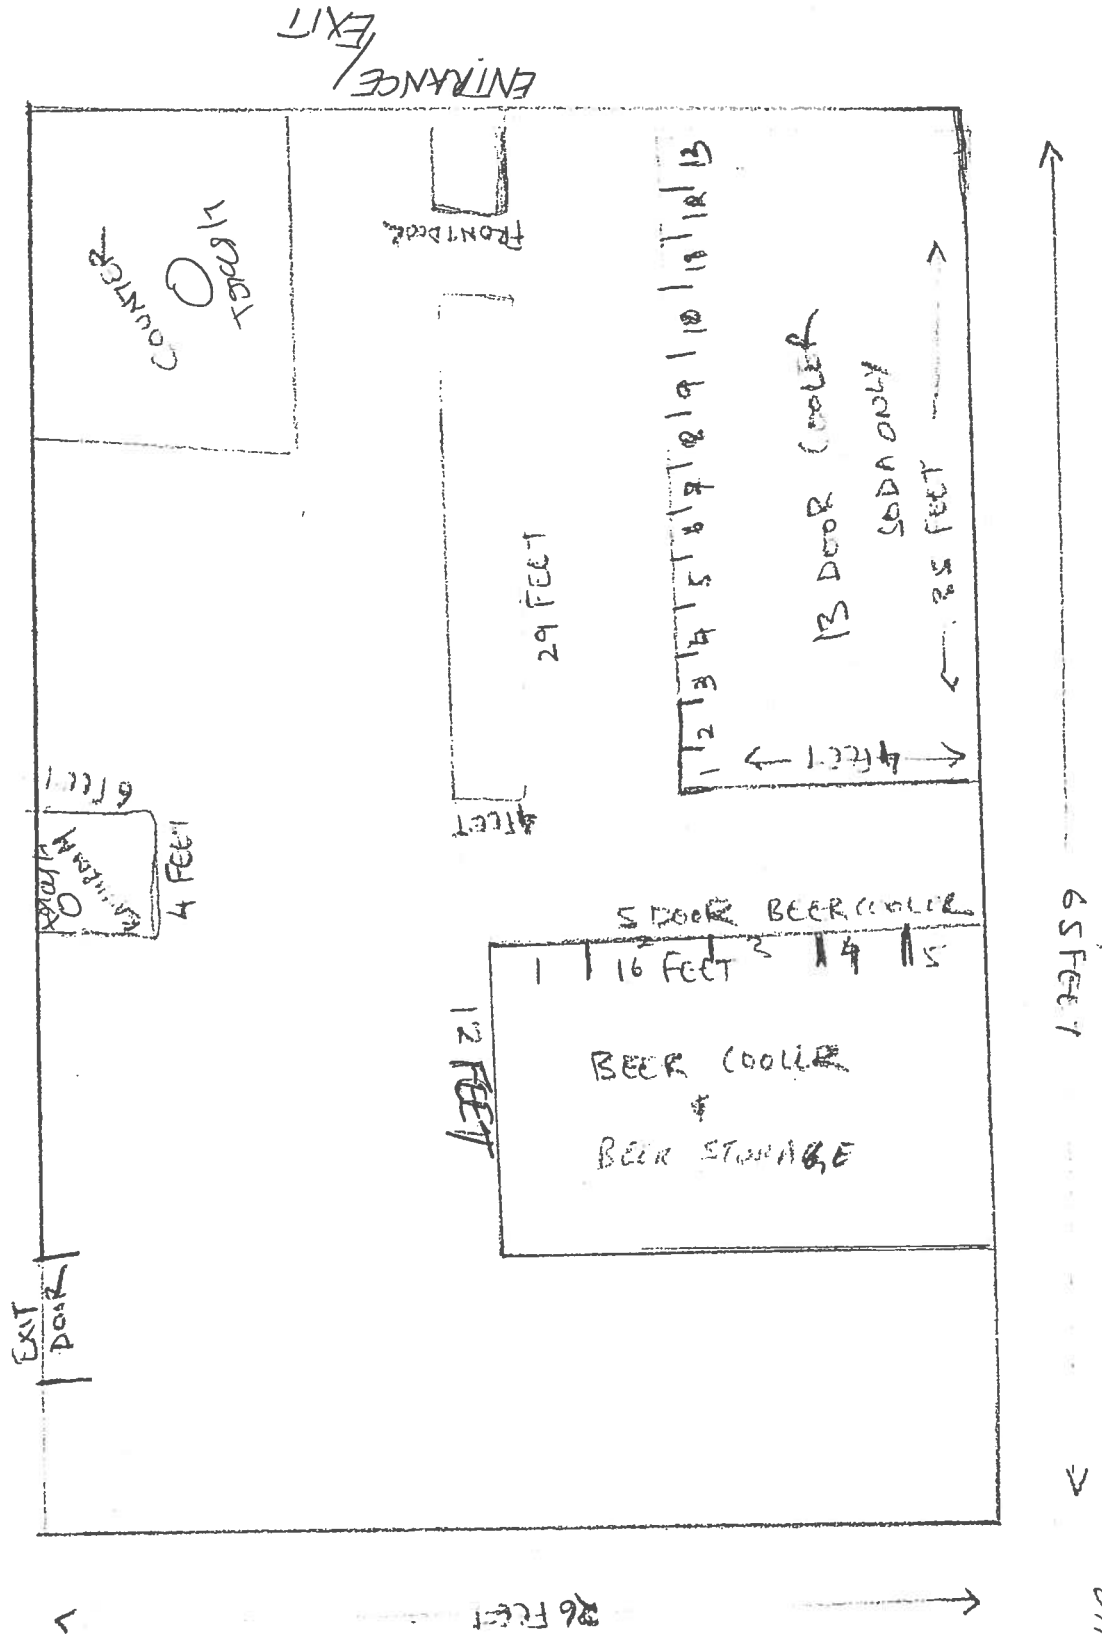 ENTRANCE/
EXIT
COUNTER
FRONT DOOR
1 2 3 4 5 6 7 8 9 10 11 12 13
13 DOOR COOLER
SODA ONLY
35 FEET
4 FEET
29 FEET
4 FEET
6 FEET
4 FEET
5 DOOR BEER COOLER
1 2 3 4 5
16 FEET
12 FEET
BEER COOLER
&
BEER STORAGE
EXIT
DOOR
65 FEET
26 FEET